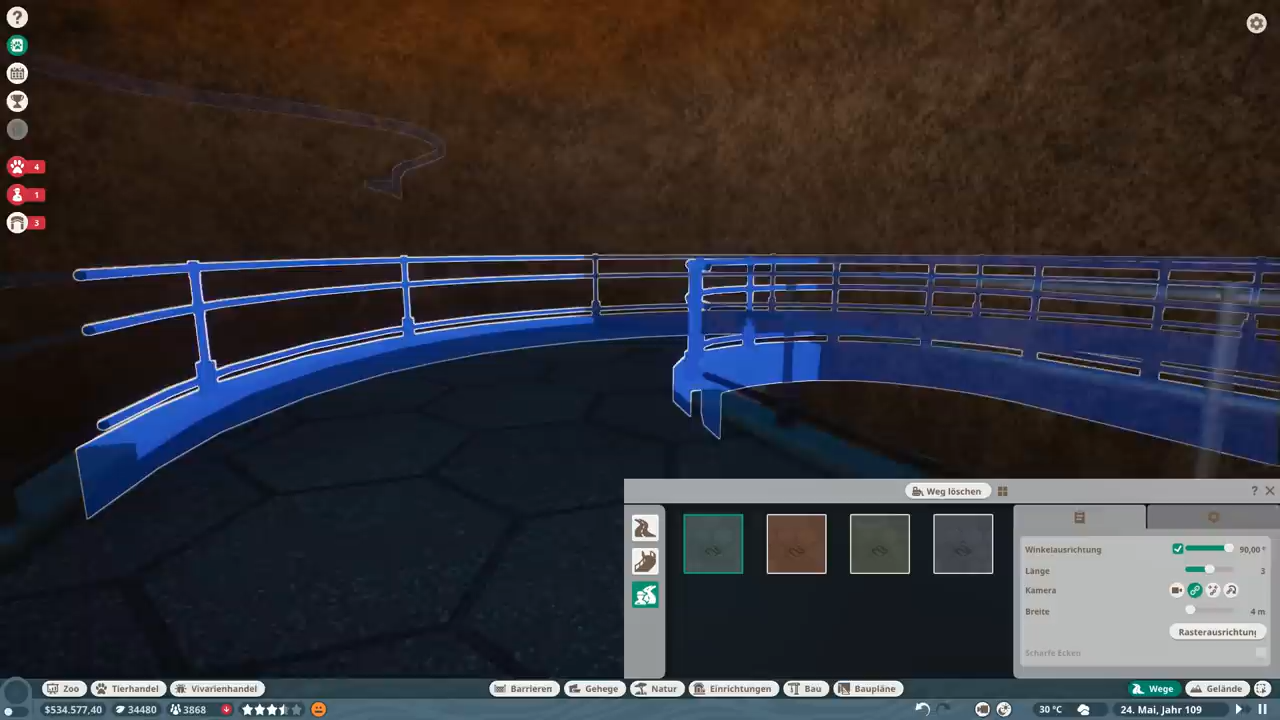 ?
4
1
3
Weg löschen
? ×
Winkelausrichtung 90,00 °
Länge 3
Kamera
Breite 4 m
Rasterausrichtung
Scharfe Ecken
Zoo Tierhandel Vivarienhandel Barrieren Gehege Natur Einrichtungen Bau Baupläne Wege Gelände
$534.577,40 34480 3868 30 °C 24. Mai, Jahr 109